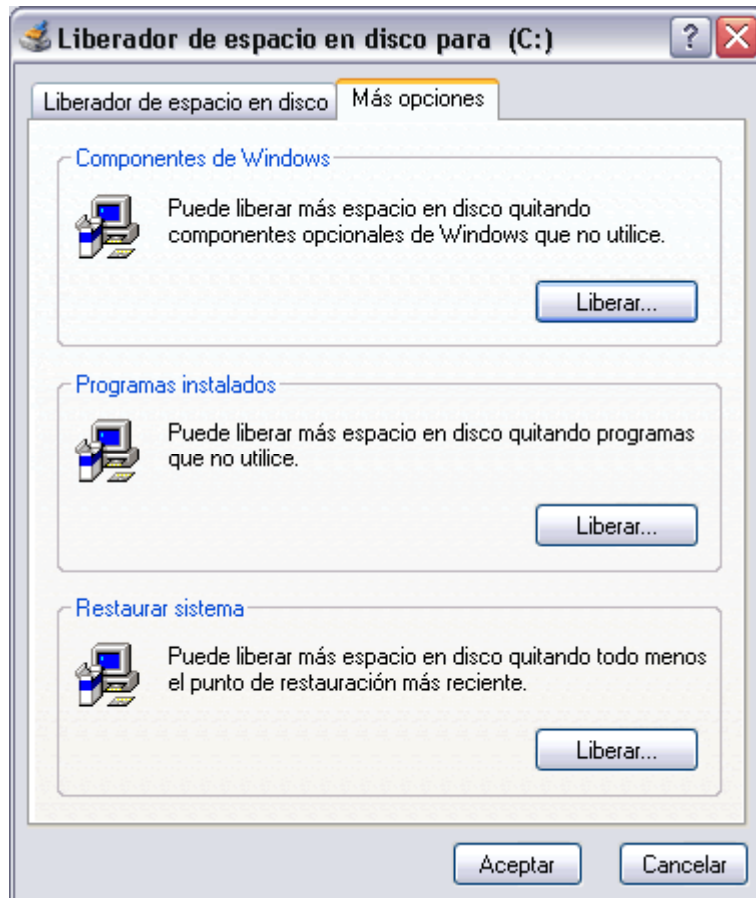 Liberador de espacio en disco para (C:)
Liberador de espacio en disco
Más opciones
Componentes de Windows
Puede liberar más espacio en disco quitando
componentes opcionales de Windows que no utilice.
Liberar...
Programas instalados
Puede liberar más espacio en disco quitando programas
que no utilice.
Liberar...
Restaurar sistema
Puede liberar más espacio en disco quitando todo menos
el punto de restauración más reciente.
Liberar...
Aceptar
Cancelar